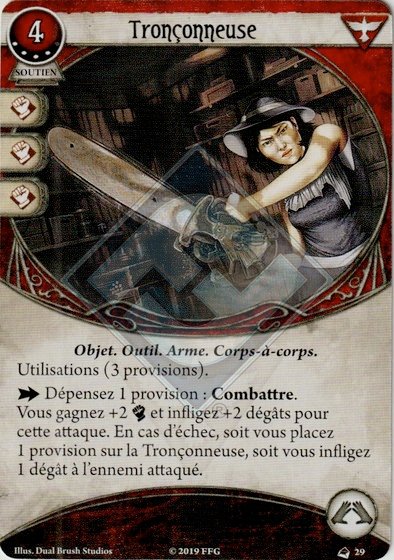 4
Tronçonneuse
SOUTIEN
Objet. Outil. Arme. Corps-à-corps.
Utilisations (3 provisions).
Dépensez 1 provision : Combattre.
Vous gagnez +2 et infligez +2 dégâts pour
cette attaque. En cas d'échec, soit vous placez
1 provision sur la Tronçonneuse, soit vous infligez
1 dégât à l'ennemi attaqué.
Illus. Dual Brush Studios
© 2019 FFG
29